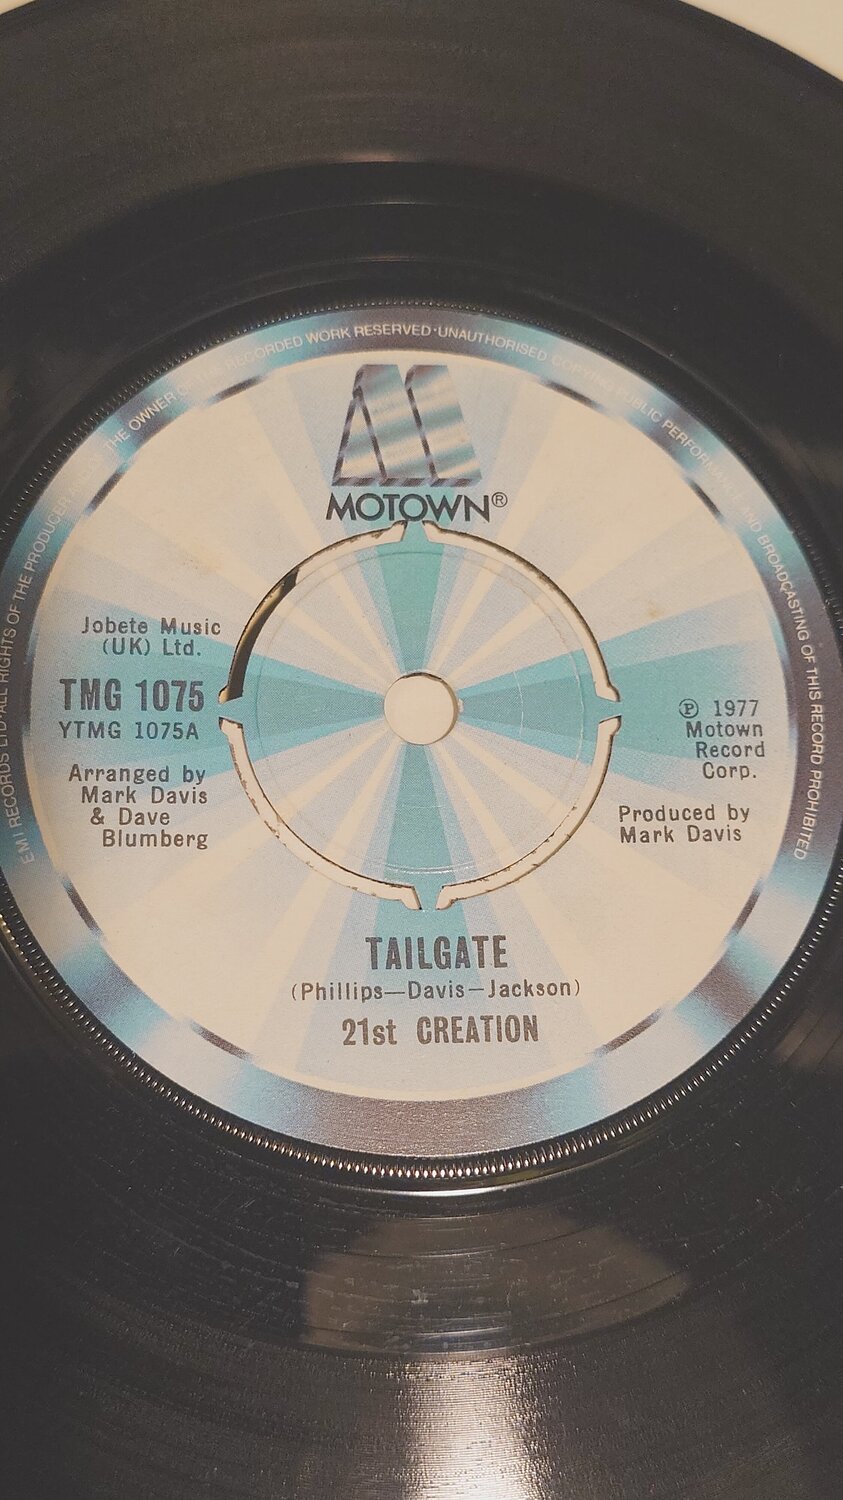 EMI RECORDS LTD·ALL RIGHTS OF THE PRODUCER THE OWNER OF THE RECORDED WORK RESERVED·UNAUTHORISED COPYING PUBLIC PERFORMANCE AND BROADCASTING OF THIS RECORD PROHIBITED
MOTOWN®
Jobete Music
(UK) Ltd.
TMG 1075
YTMG 1075A
Arranged by
Mark Davis
& Dave
Blumberg
℗ 1977
Motown
Record
Corp.
Produced by
Mark Davis
TAILGATE
(Phillips—Davis—Jackson)
21st CREATION